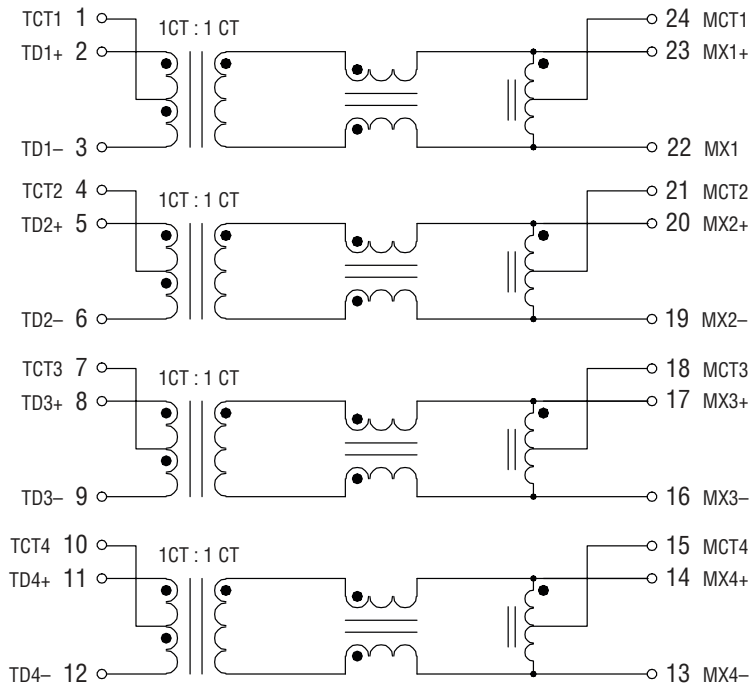 TCT1 1 24 MCT1
1CT : 1 CT
TD1+ 2 23 MX1+
TD1– 3 22 MX1
TCT2 4 21 MCT2
1CT : 1 CT
TD2+ 5 20 MX2+
TD2– 6 19 MX2–
TCT3 7 18 MCT3
1CT : 1 CT
TD3+ 8 17 MX3+
TD3– 9 16 MX3–
TCT4 10 15 MCT4
1CT : 1 CT
TD4+ 11 14 MX4+
TD4– 12 13 MX4–